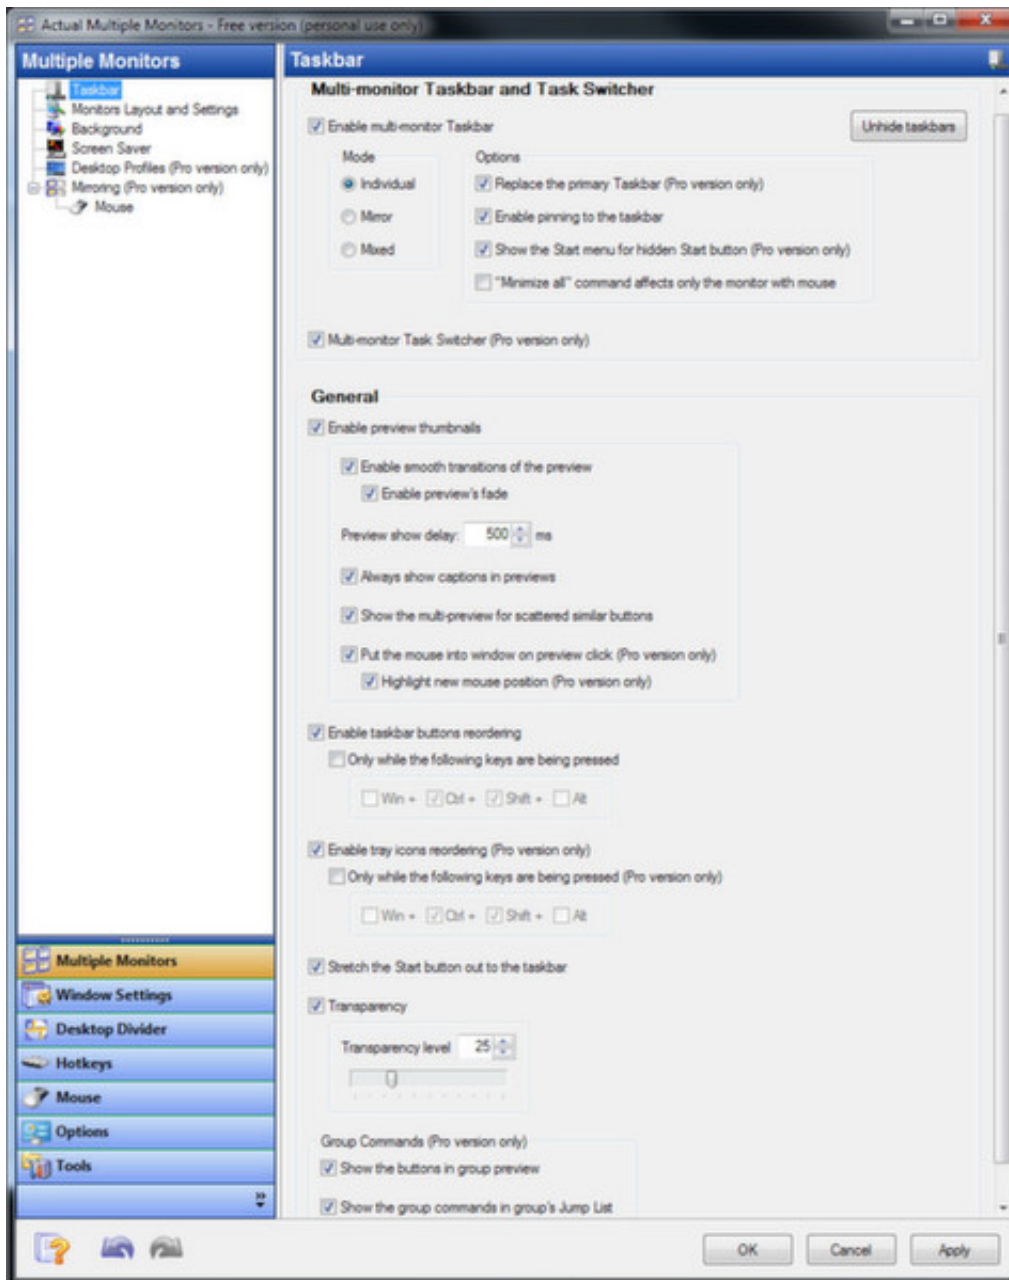 Actual Multiple Monitors - Free version (personal use only)
Multiple Monitors
Taskbar
Monitors Layout and Settings
Background
Screen Saver
Desktop Profiles (Pro version only)
Mirroring (Pro version only)
Mouse
Multiple Monitors
Window Settings
Desktop Divider
Hotkeys
Mouse
Options
Tools
Taskbar
Multi-monitor Taskbar and Task Switcher
Enable multi-monitor Taskbar
Unhide taskbars
Mode
Individual
Mirror
Mixed
Options
Replace the primary Taskbar (Pro version only)
Enable pinning to the taskbar
Show the Start menu for hidden Start button (Pro version only)
"Minimize all" command affects only the monitor with mouse
Multi-monitor Task Switcher (Pro version only)
General
Enable preview thumbnails
Enable smooth transitions of the preview
Enable preview's fade
Preview show delay: 500 ms
Always show captions in previews
Show the multi-preview for scattered similar buttons
Put the mouse into window on preview click (Pro version only)
Highlight new mouse position (Pro version only)
Enable taskbar buttons reordering
Only while the following keys are being pressed
Win + Ctrl + Shift + Alt
Enable tray icons reordering (Pro version only)
Only while the following keys are being pressed (Pro version only)
Win + Ctrl + Shift + Alt
Stretch the Start button out to the taskbar
Transparency
Transparency level 25
Group Commands (Pro version only)
Show the buttons in group preview
Show the group commands in group's Jump List
OK Cancel Apply